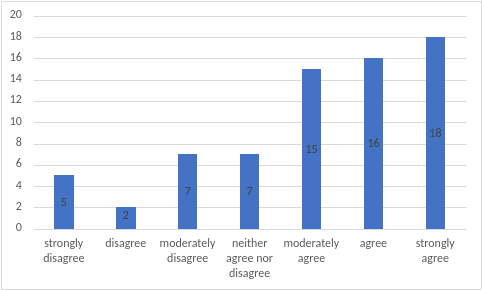 20
18
16
14
12
10
8
6
4
2
0
5
2
7
7
15
16
18
strongly disagree
disagree
moderately disagree
neither agree nor disagree
moderately agree
agree
strongly agree